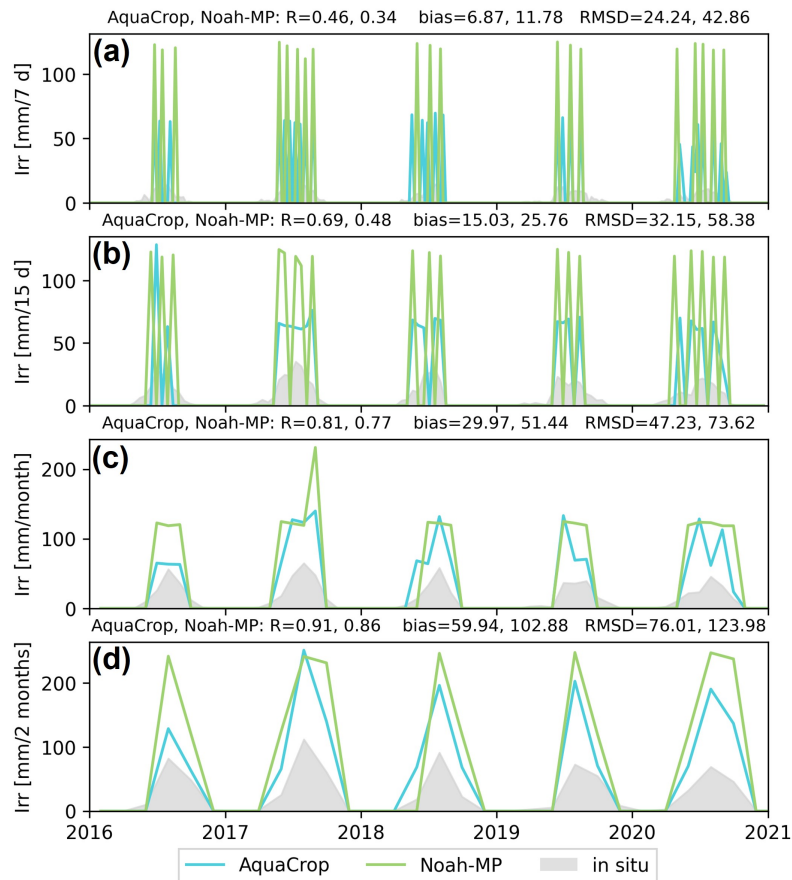 AquaCrop, Noah-MP: R=0.46, 0.34 bias=6.87, 11.78 RMSD=24.24, 42.86
(a)
Irr [mm/7 d]
100
50
0
AquaCrop, Noah-MP: R=0.69, 0.48 bias=15.03, 25.76 RMSD=32.15, 58.38
(b)
Irr [mm/15 d]
100
50
0
AquaCrop, Noah-MP: R=0.81, 0.77 bias=29.97, 51.44 RMSD=47.23, 73.62
(c)
Irr [mm/month]
200
100
0
AquaCrop, Noah-MP: R=0.91, 0.86 bias=59.94, 102.88 RMSD=76.01, 123.98
(d)
Irr [mm/2 months]
200
100
0
2016 2017 2018 2019 2020 2021
AquaCrop Noah-MP in situ